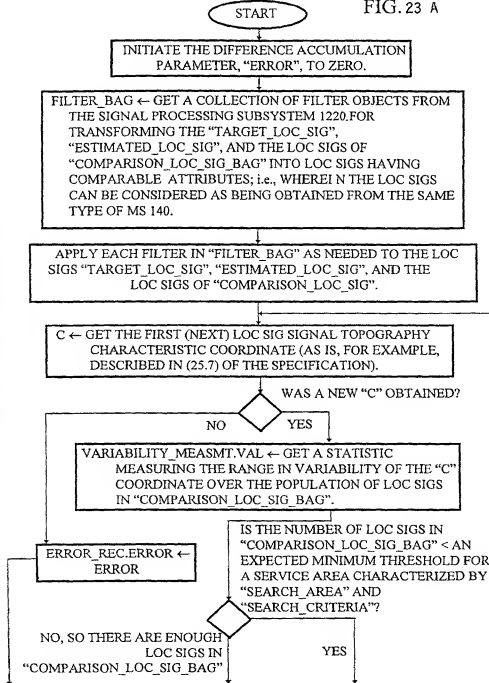 FIG. 23 A
START
INITIATE THE DIFFERENCE ACCUMULATION
PARAMETER, "ERROR", TO ZERO.
FILTER_BAG ← GET A COLLECTION OF FILTER OBJECTS FROM
THE SIGNAL PROCESSING SUBSYSTEM 1220.FOR
TRANSFORMING THE "TARGET_LOC_SIG",
"ESTIMATED_LOC_SIG", AND THE LOC SIGS OF
"COMPARISON_LOC_SIG_BAG" INTO LOC SIGS HAVING
COMPARABLE ATTRIBUTES; i.e., WHEREI N THE LOC SIGS
CAN BE CONSIDERED AS BEING OBTAINED FROM THE SAME
TYPE OF MS 140.
APPLY EACH FILTER IN "FILTER_BAG" AS NEEDED TO THE LOC
SIGS "TARGET_LOC_SIG", "ESTIMATED_LOC_SIG", AND THE
LOC SIGS OF "COMPARISON_LOC_SIG".
C ← GET THE FIRST (NEXT) LOC SIG SIGNAL TOPOGRAPHY
CHARACTERISTIC COORDINATE (AS IS, FOR EXAMPLE,
DESCRIBED IN (25.7) OF THE SPECIFICATION).
WAS A NEW "C" OBTAINED?
NO
YES
VARIABILITY_MEASMT.VAL ← GET A STATISTIC
MEASURING THE RANGE IN VARIABILITY OF THE "C"
COORDINATE OVER THE POPULATION OF LOC SIGS
IN "COMPARISON_LOC_SIG_BAG".
ERROR_REC.ERROR ←
ERROR
IS THE NUMBER OF LOC SIGS IN
"COMPARISON_LOC_SIG_BAG" < AN
EXPECTED MINIMUM THRESHOLD FOR
A SERVICE AREA CHARACTERIZED BY
"SEARCH_AREA" AND
"SEARCH_CRITERIA"?
NO, SO THERE ARE ENOUGH
LOC SIGS IN
"COMPARISON_LOC_SIG_BAG"
YES